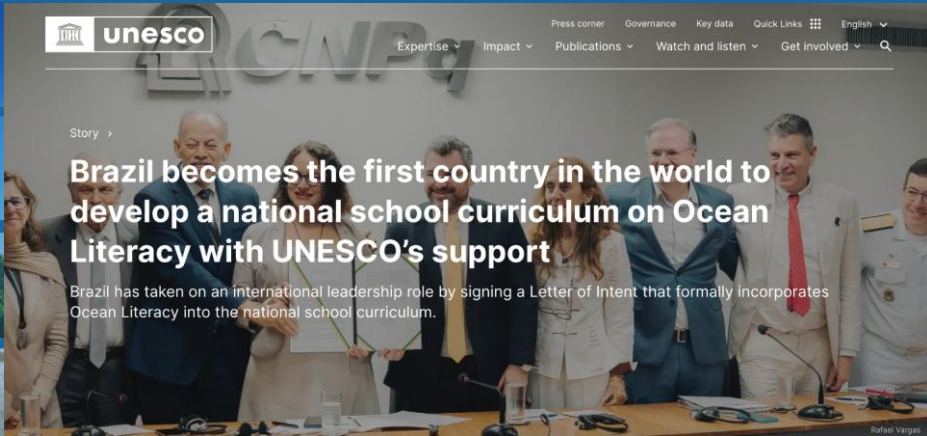 unesco
Press corner Governance Key data Quick Links English
Expertise Impact Publications Watch and listen Get involved
CNPq
Story >
Brazil becomes the first country in the world to
develop a national school curriculum on Ocean
Literacy with UNESCO’s support
Brazil has taken on an international leadership role by signing a Letter of Intent that formally incorporates
Ocean Literacy into the national school curriculum.
Rafael Vargas